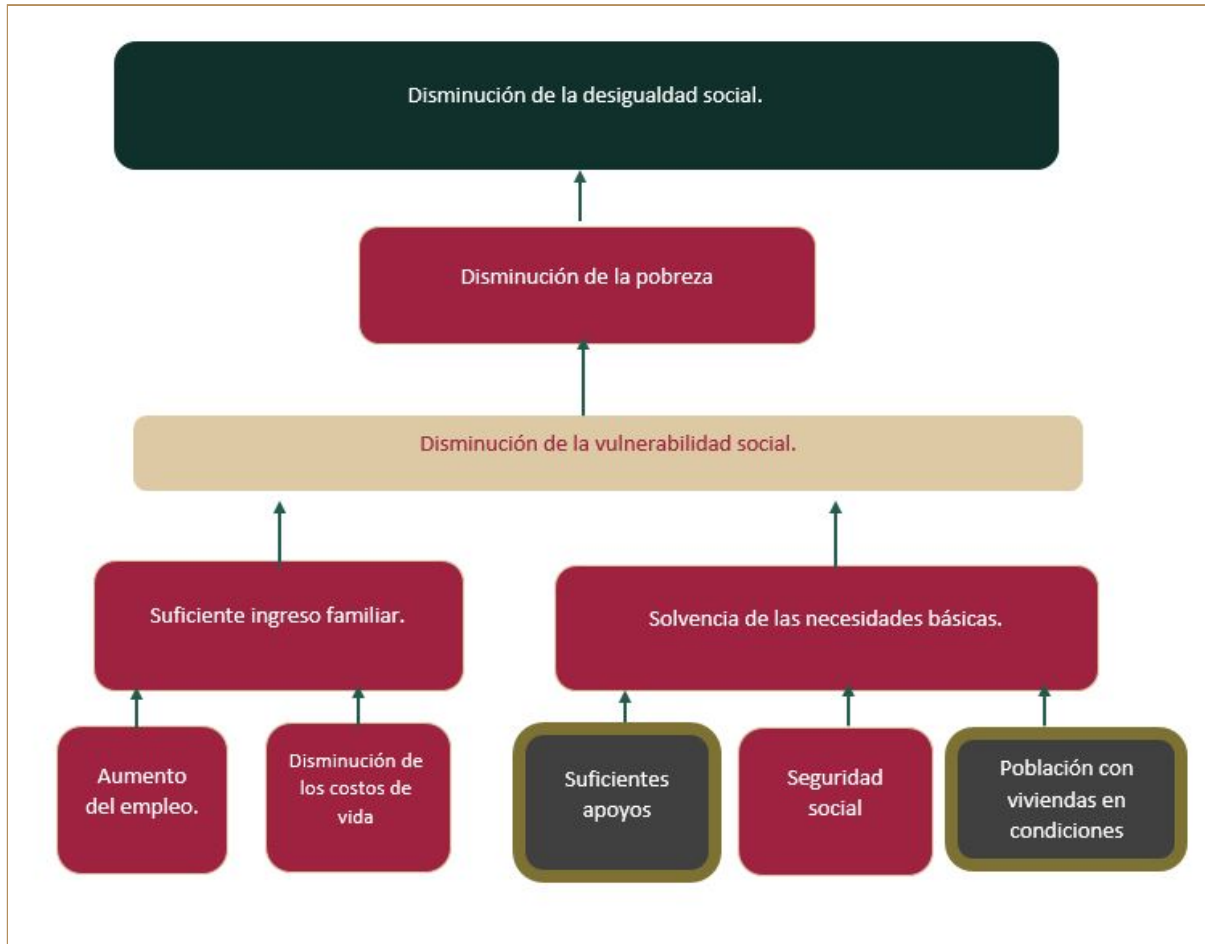 Disminución de la desigualdad social.
Disminución de la pobreza
Disminución de la vulnerabilidad social.
Suficiente ingreso familiar.
Solvencia de las necesidades básicas.
Aumento
del empleo.
Disminución de
los costos de
vida
Suficientes
apoyos
Seguridad
social
Población con
viviendas en
condiciones